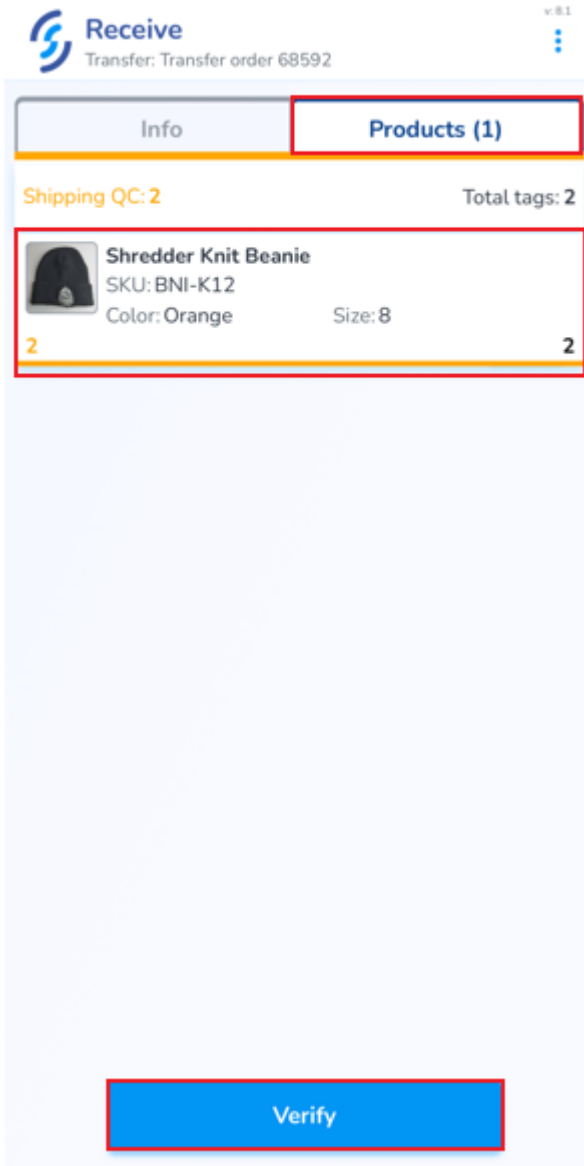 v: 8.1
Receive
Transfer: Transfer order 68592
Info
Products (1)
Shipping QC: 2
Total tags: 2
Shredder Knit Beanie
SKU: BNI-K12
Color: Orange Size: 8
2 2
Verify